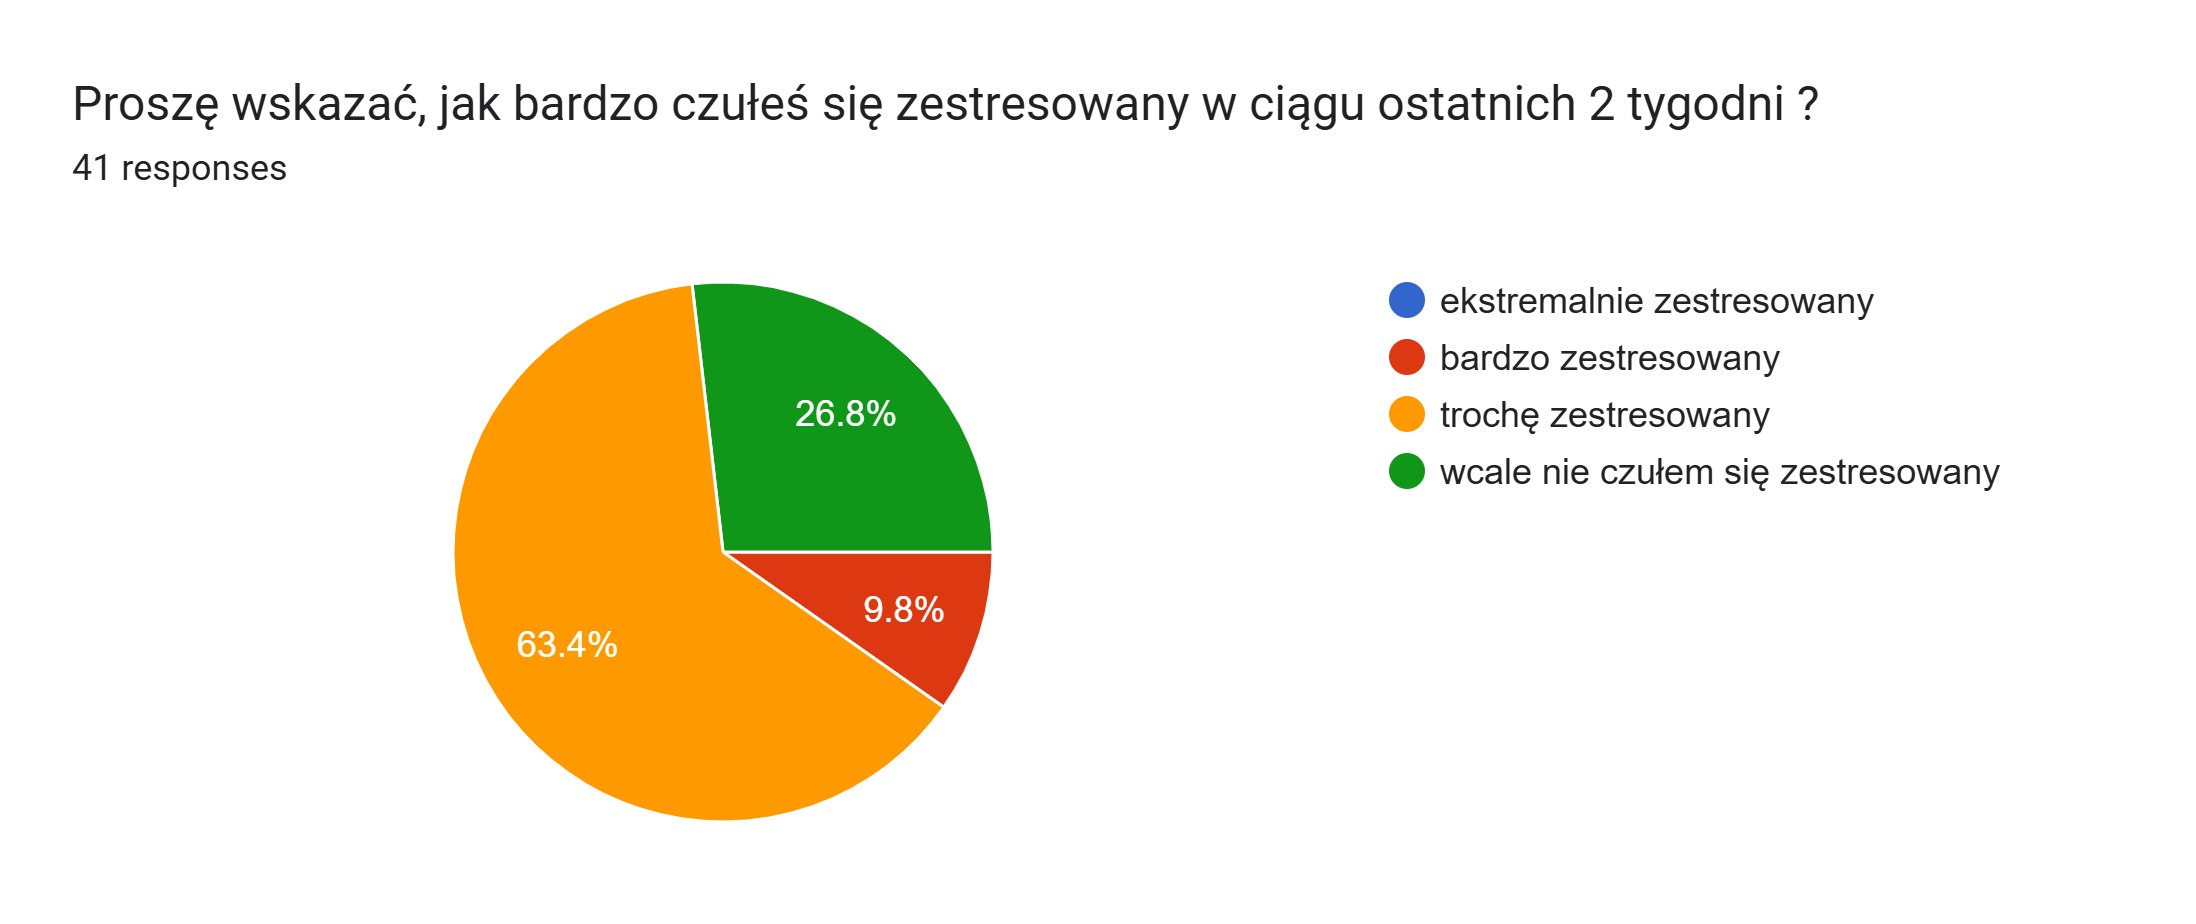 Proszę wskazać, jak bardzo czułeś się zestresowany w ciągu ostatnich 2 tygodni ?
41 responses
ekstremalnie zestresowany
bardzo zestresowany
trochę zestresowany
wcale nie czułem się zestresowany
26.8%
9.8%
63.4%